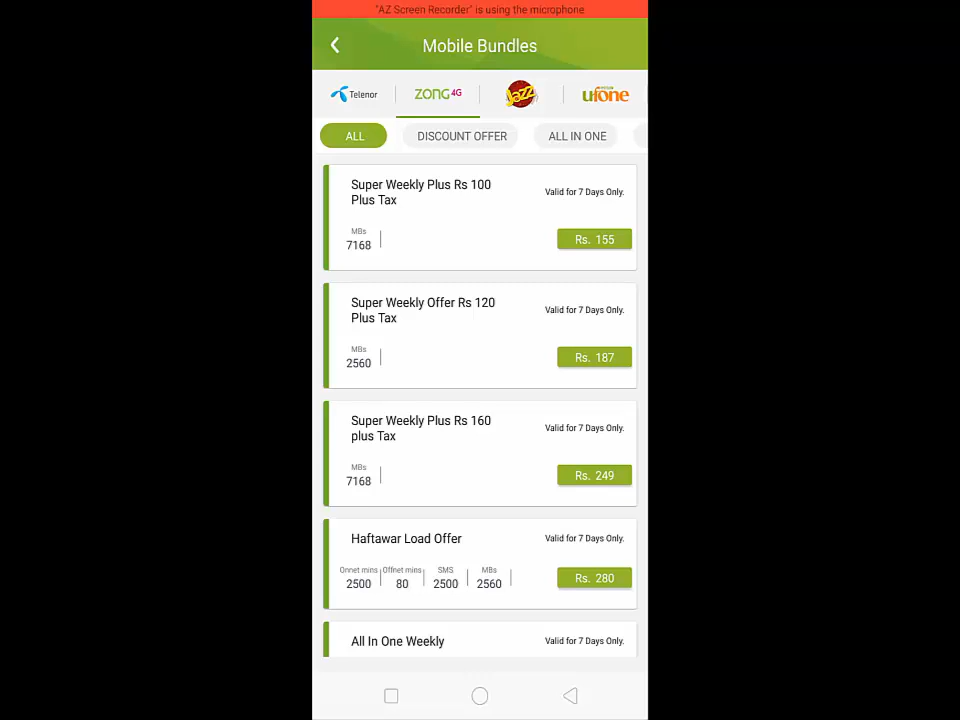 "AZ Screen Recorder" is using the microphone
Mobile Bundles
Telenor
ZONG 4G
Jazz
ufone
ALL
DISCOUNT OFFER
ALL IN ONE
Super Weekly Plus Rs 100
Plus Tax
Valid for 7 Days Only.
MBs
7168
Rs. 155
Super Weekly Offer Rs 120
Plus Tax
Valid for 7 Days Only.
MBs
2560
Rs. 187
Super Weekly Plus Rs 160
plus Tax
Valid for 7 Days Only.
MBs
7168
Rs. 249
Haftawar Load Offer
Valid for 7 Days Only.
Onnet mins Offnet mins SMS MBs
2500 80 2500 2560
Rs. 280
All In One Weekly
Valid for 7 Days Only.